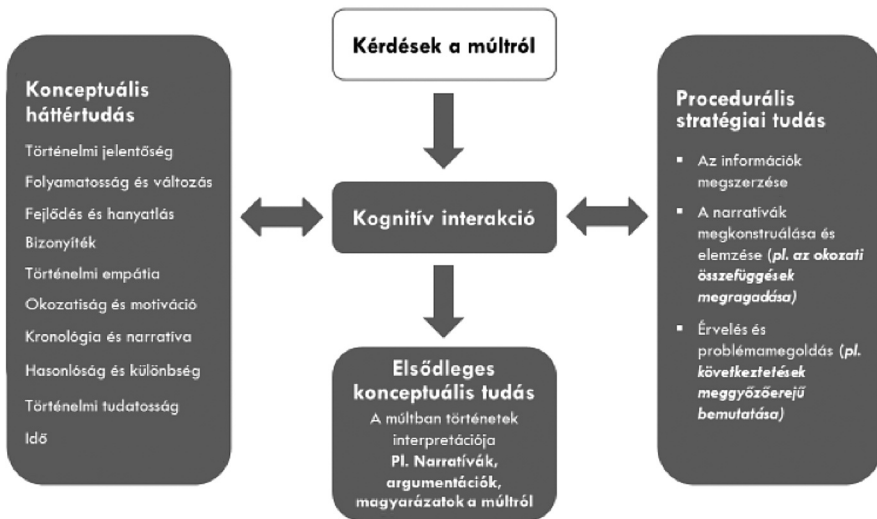 Kérdések a múltról
Konceptuális
háttértudás
Történelmi jelentőség
Folyamatosság és változás
Fejlődés és hanyatlás
Bizonyíték
Történelmi empátia
Okozatiság és motiváció
Kronológia és narratíva
Hasonlóság és különbség
Történelmi tudatosság
Idő
Kognitív interakció
Elsődleges
konceptuális tudás
A múltban történetek
interpretációja
Pl. Narratívák,
argumentációk,
magyarázatok a múltról
Procedurális
stratégiai tudás
▪ Az információk
megszerzése
▪ A narratívák
megkonstruálása és
elemzése (pl. az okozati
összefüggések
megragadása)
▪ Érvelés és
problémamegoldás (pl.
következtetések
meggyőzőerejű
bemutatása)